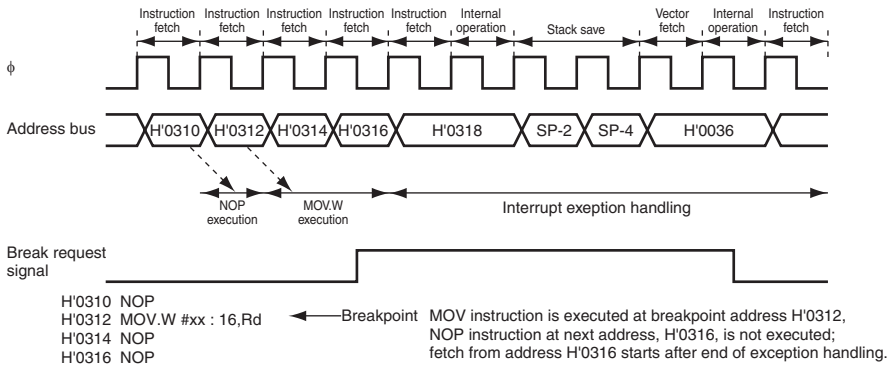 Instruction fetch Instruction fetch Instruction fetch Instruction fetch Instruction fetch Internal operation Stack save Vector fetch Internal operation Instruction fetch
ϕ
Address bus H'0310 H'0312 H'0314 H'0316 H'0318 SP-2 SP-4 H'0036
NOP execution MOV.W execution Interrupt exeption handling
Break request
signal
H'0310 NOP
H'0312 MOV.W #xx : 16,Rd Breakpoint MOV instruction is executed at breakpoint address H'0312,
H'0314 NOP NOP instruction at next address, H'0316, is not executed;
H'0316 NOP fetch from address H'0316 starts after end of exception handling.